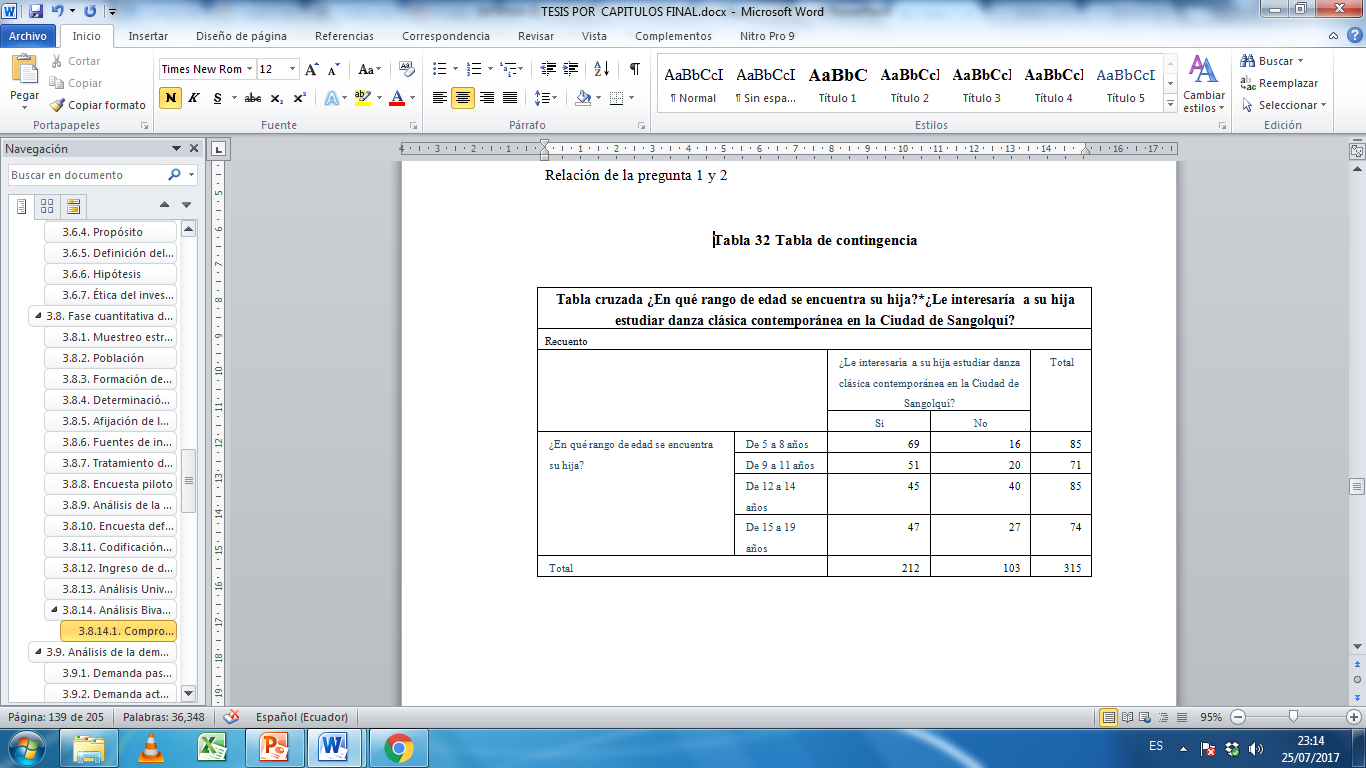 TESIS POR CAPITULOS FINAL.docx - Microsoft Word
Archivo Inicio Insertar Diseño de página Referencias Correspondencia Revisar Vista Complementos Nitro Pro 9
Pegar
Cortar
Copiar
Copiar formato
Portapapeles
Times New Rom 12
Fuente
Párrafo
AaBbCcI AaBbCcI AaBbC AaBbCcI AaBbCcI AaBbCcI AaBbCcI
¶ Normal ¶ Sin espa... Título 1 Título 2 Título 3 Título 4 Título 5
Cambiar estilos
Estilos
Buscar
Reemplazar
Seleccionar
Edición
Navegación
Buscar en documento
3.6.4. Propósito
3.6.5. Definición del...
3.6.6. Hipótesis
3.6.7. Ética del inves...
3.8. Fase cuantitativa d...
3.8.1. Muestreo estr...
3.8.2. Población
3.8.3. Formación de...
3.8.4. Determinació...
3.8.5. Afijación de l...
3.8.6. Fuentes de in...
3.8.7. Tratamiento d...
3.8.8. Encuesta piloto
3.8.9. Análisis de la ...
3.8.10. Encuesta def...
3.8.11. Codificación...
3.8.12. Ingreso de d...
3.8.13. Análisis Univ...
3.8.14. Análisis Biva...
3.8.14.1. Compro...
3.9. Análisis de la dem...
3.9.1. Demanda pas...
3.9.2. Demanda act...
Relación de la pregunta 1 y 2
Tabla 32 Tabla de contingencia
Tabla cruzada ¿En qué rango de edad se encuentra su hija?*¿Le interesaría a su hija
estudiar danza clásica contemporánea en la Ciudad de Sangolquí?
Recuento
¿Le interesaría a su hija estudiar danza
clásica contemporánea en la Ciudad de
Sangolquí?
Total
Si No
¿En qué rango de edad se encuentra
su hija?
De 5 a 8 años 69 16 85
De 9 a 11 años 51 20 71
De 12 a 14
años
45 40 85
De 15 a 19
años
47 27 74
Total 212 103 315
Página: 139 de 205 Palabras: 36,348 Español (Ecuador) 95%
ES
23:14
25/07/2017